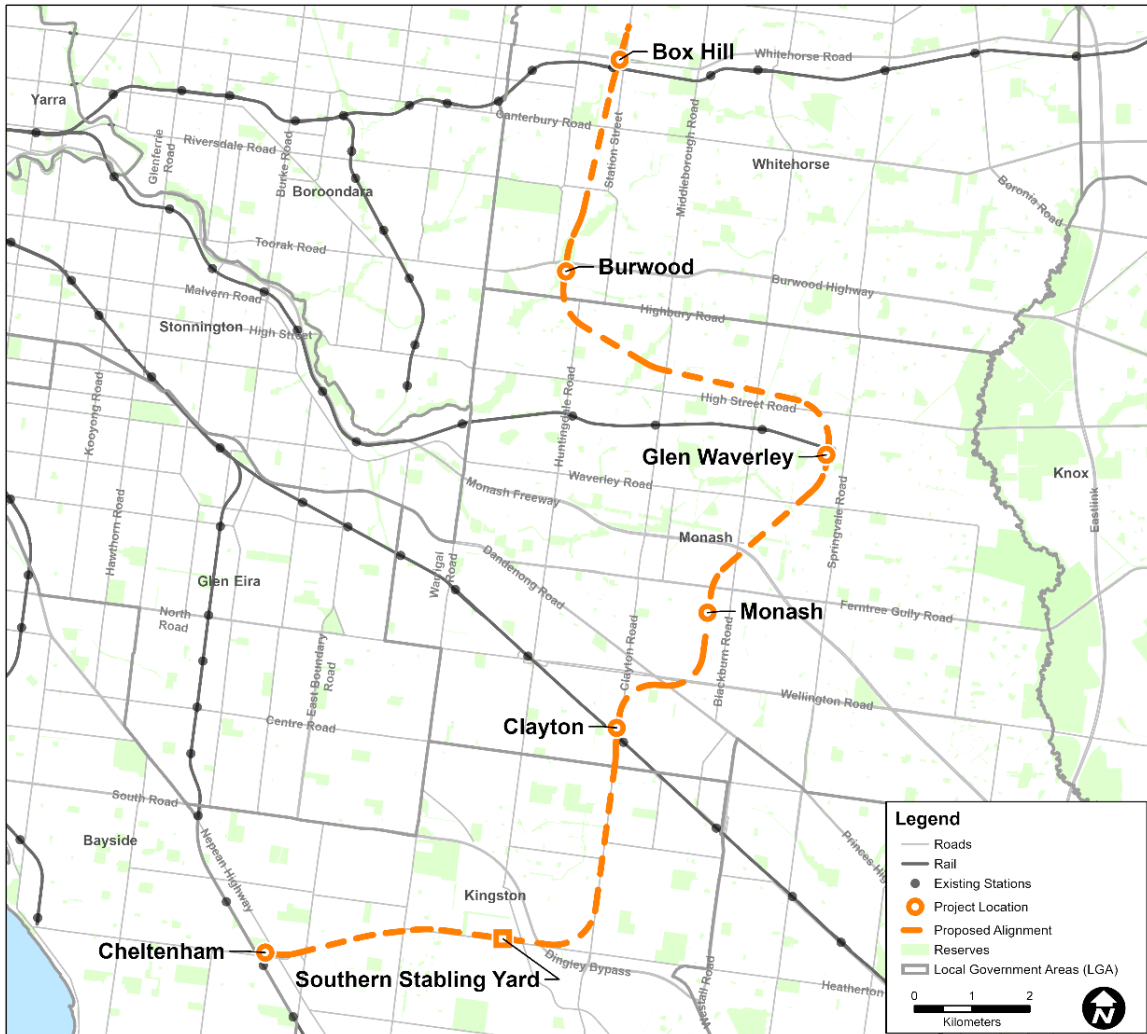 Box Hill
Whitehorse Road
Yarra
Canterbury Road
Glenferrie
Road
Riversdale Road
Burke Road
Station Street
Middleborough Road
Whitehorse
Boroondara
Boronia Road
Toorak Road
Burwood
Malvern Road
Burwood Highway
Stonnington
High Street
Highbury Road
Kooyong Road
High Street Road
Huntingdale Road
Glen Waverley
Waverley Road
Knox
Monash Freeway
Eastlink
Hawthorn Road
Springvale Road
Monash
Dandenong Road
Warrigal
Road
Glen Eira
Ferntree Gully Road
Monash
North
Road
East Boundary
Road
Clayton Road
Blackburn Road
Wellington Road
Centre Road
Clayton
South Road
Bayside
Nepean Highway
Kingston
Cheltenham
Southern Stabling Yard
Dingley Bypass
Heatherton
Legend
Roads
Rail
Existing Stations
Project Location
Proposed Alignment
Reserves
Local Government Areas (LGA)
0 1 2
Kilometers